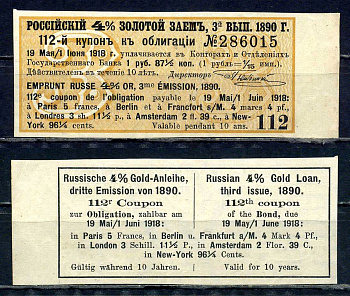 РОССІЙСКІЙ 4% ЗОЛОТОЙ ЗАЕМЪ, 3й ВЫП. 1890 Г.
112-й купонъ къ облигаціи №286015
19 Мая/1 Іюня 1918 г. уплачивается въ Конторахъ и Отдѣленіяхъ
Государственнаго Банка 1 руб. 87½ коп. (1 рубль=1/15 имп.)
Дѣйствителенъ въ теченіе 10 лѣтъ. Директоръ
EMPRUNT RUSSE 4% OR, 3me ÉMISSION, 1890.
112e coupon de l'obligation payable le 19 Mai/1 Juin 1918:
à Paris 5 francs, à Berlin et à Francfort s/M. 4 marcs 4 pf.,
à Londres 3 sh. 11½ p., à Amsterdam 2 fl. 39 c., à New-
York 96¼ cents. Valable pendant 10 ans. 112
Russische 4% Gold-Anleihe,
dritte Emission von 1890.
112r Coupon
zur Obligation, zahlbar am
19 Mai/1 Juni 1918:
Russian 4% Gold Loan,
third issue, 1890.
112th coupon
of the Bond, due
19 May/1 June 1918:
in Paris 5 Francs, in Berlin u. Frankfurt a/M. 4 Mark 4 Pf.,
in London 3 Schill. 11½ P., in Amsterdam 2 Flor. 39 C.,
in New-York 96¼ Cents.
Gültig während 10 Jahren. Valid for 10 years.